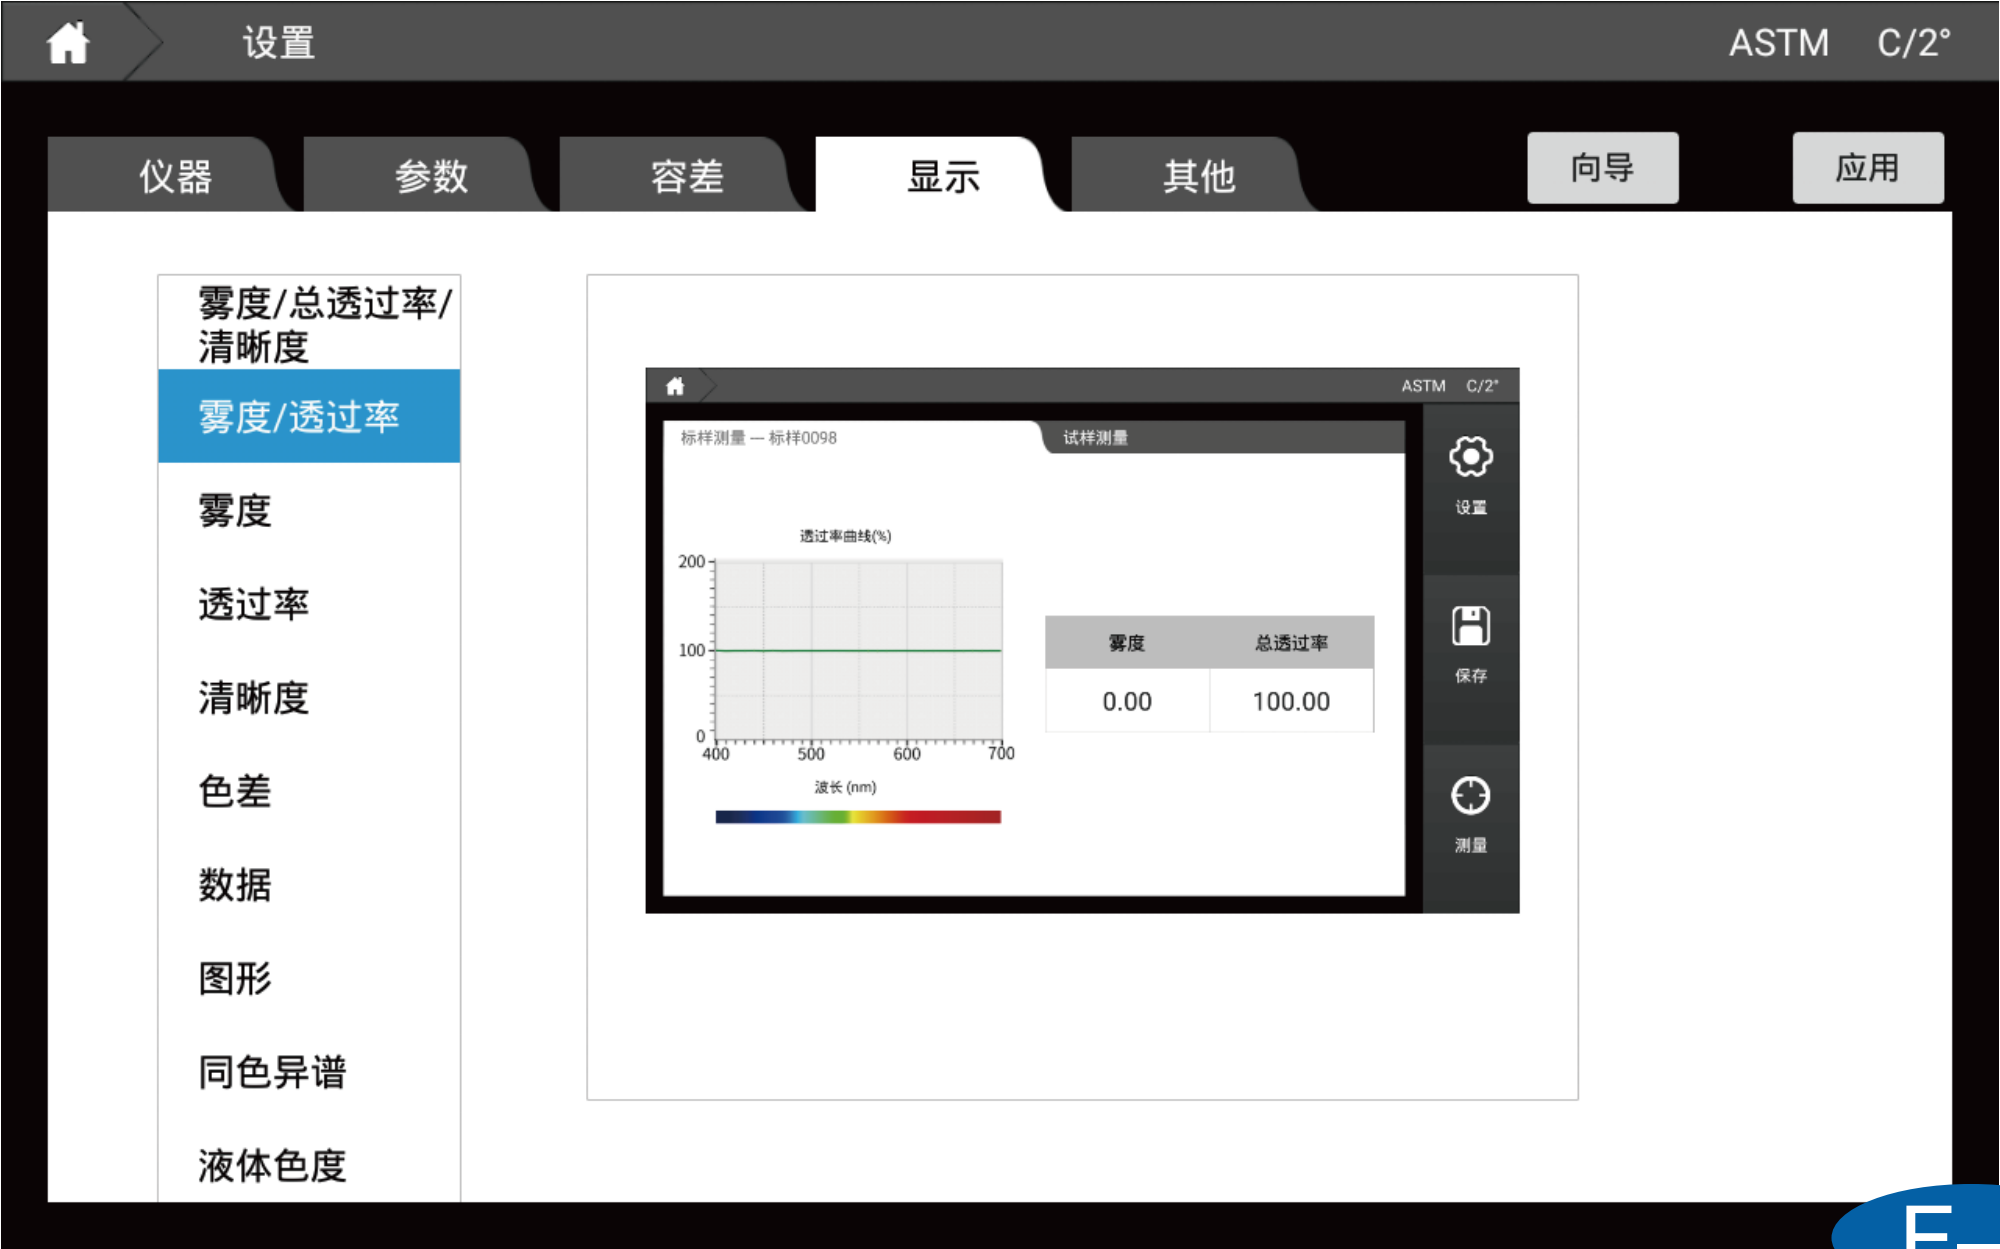 设置
ASTM C/2°
仪器 参数 容差 显示 其他 向导 应用
雾度/总透过率/
清晰度
雾度/透过率
雾度
透过率
清晰度
色差
数据
图形
同色异谱
液体色度
ASTM C/2°
标样测量 — 标样0098 试样测量
设置
保存
测量
透过率曲线(%)
200
100
0
400 500 600 700
波长 (nm)
雾度 总透过率
0.00 100.00